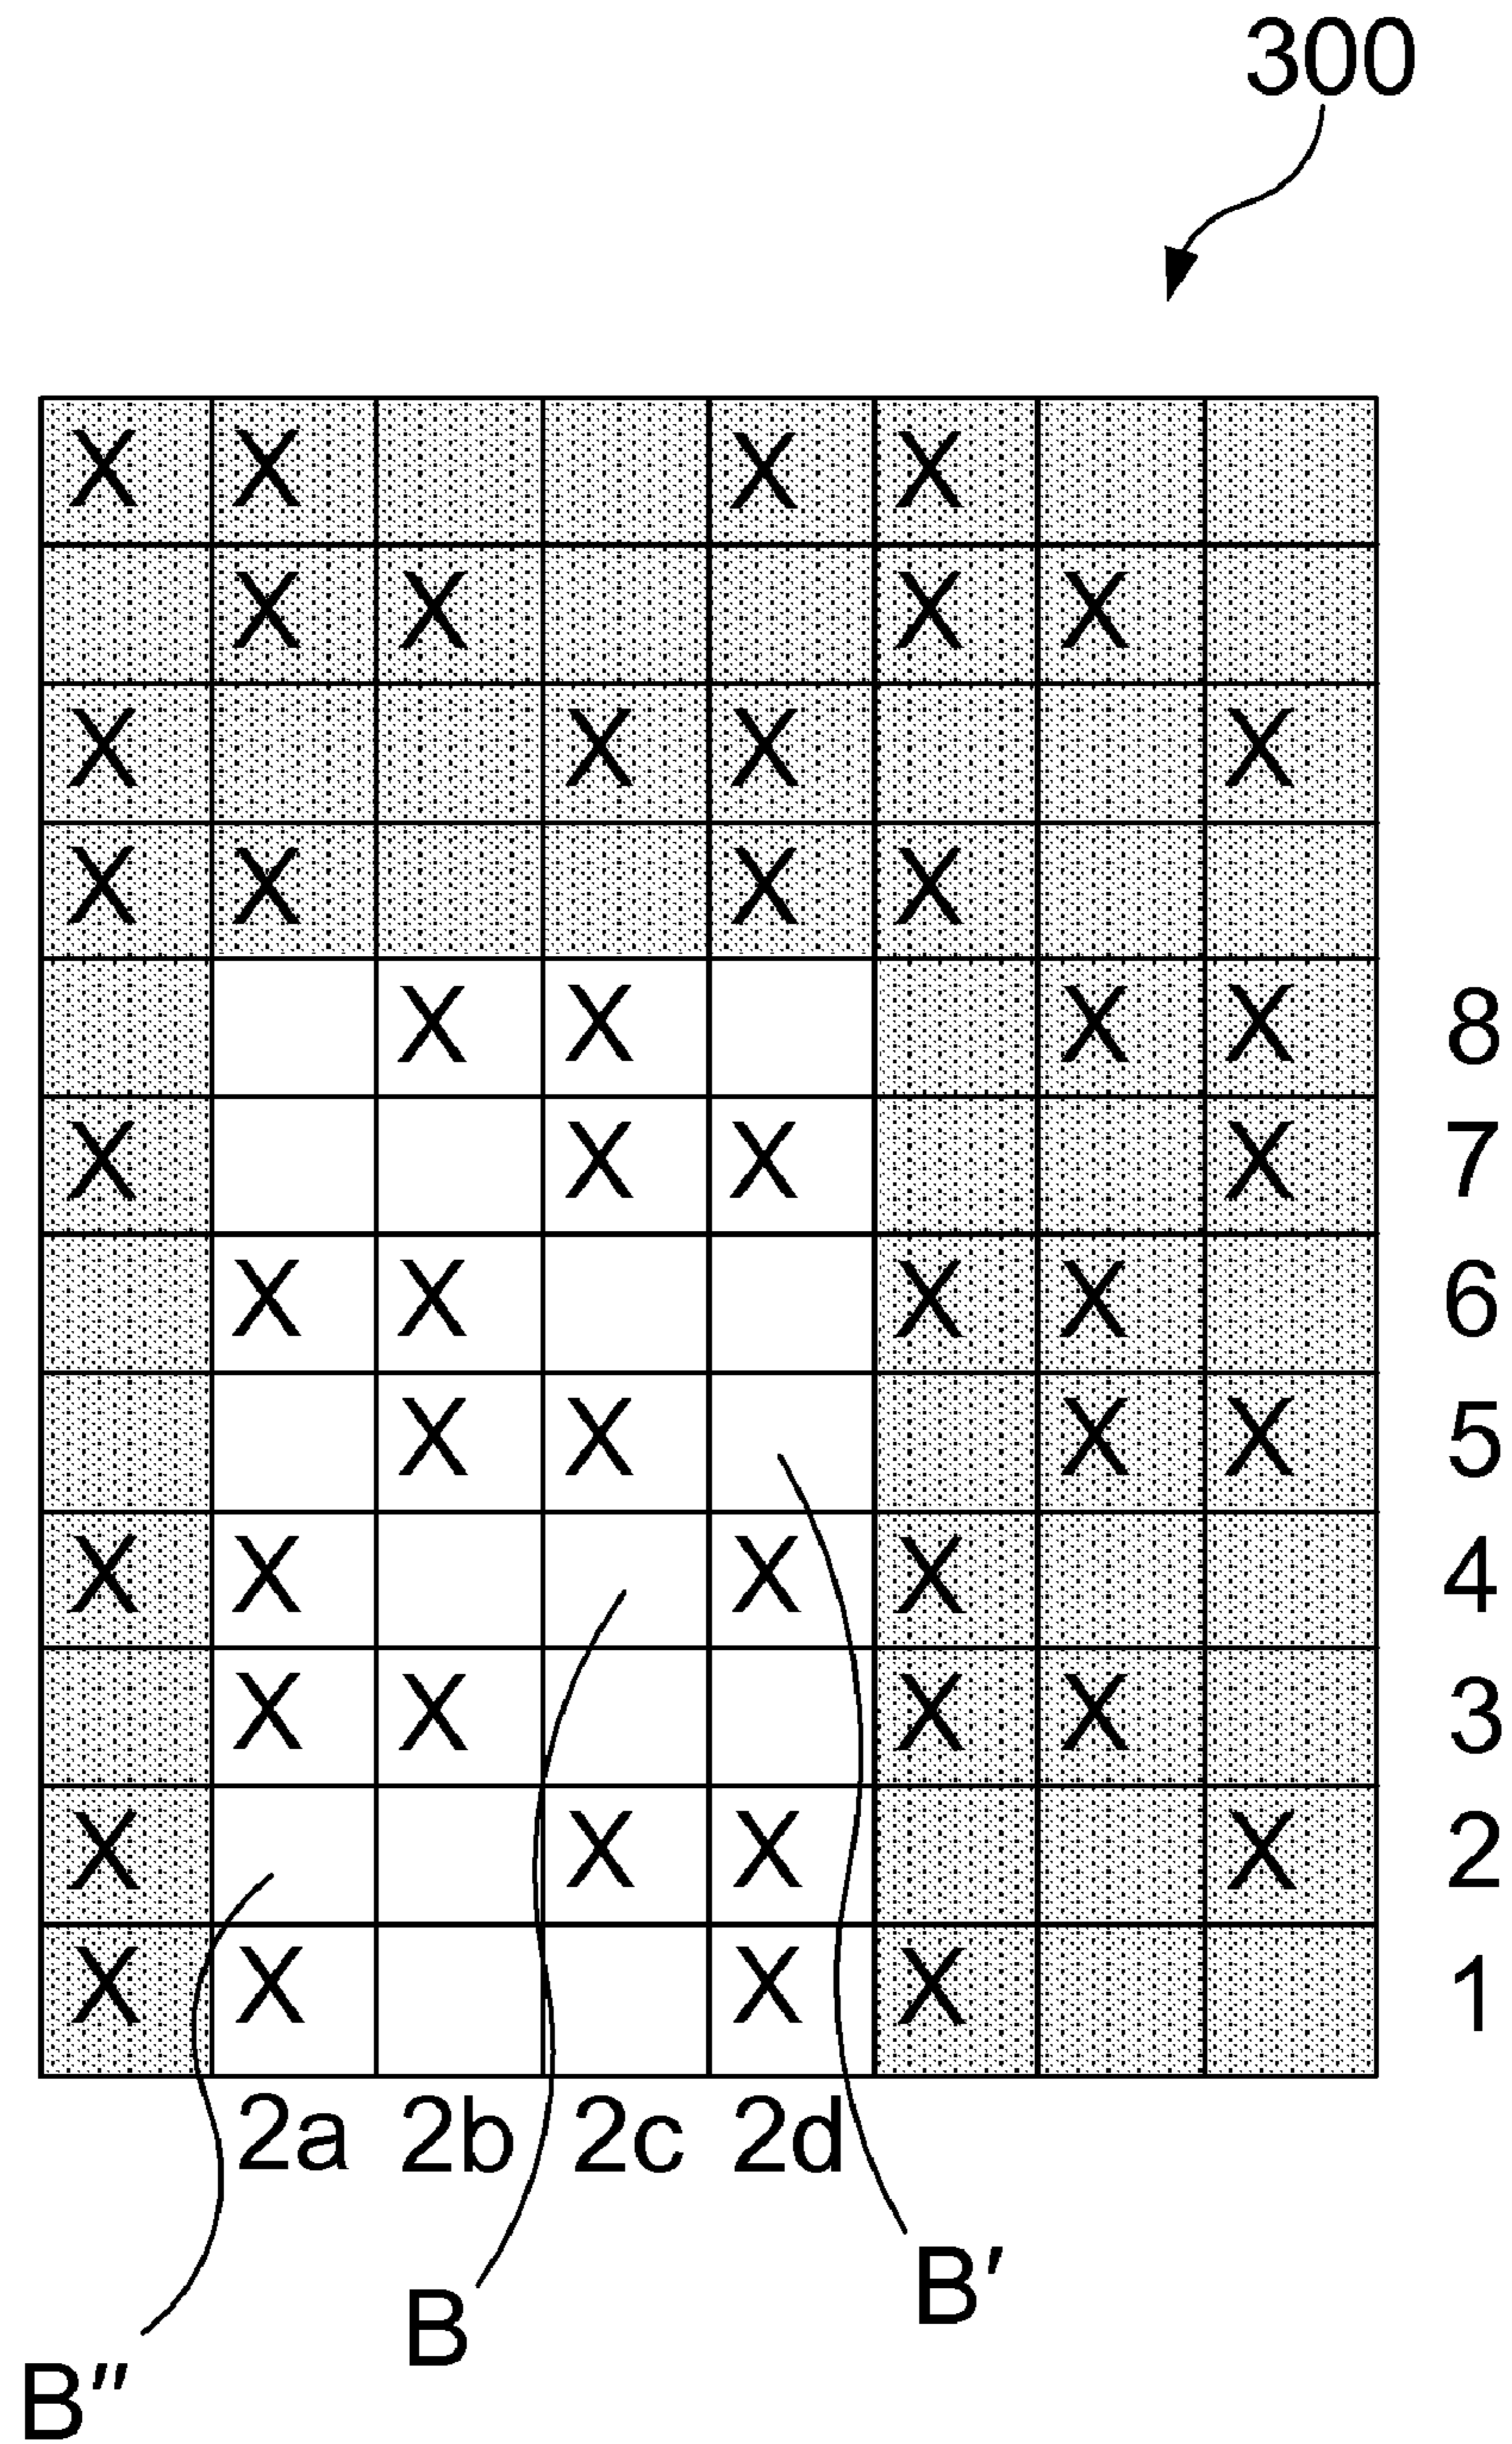 300
X X X X
X X X X
X X X X
X X X X
X X X X 8
X X X X 7
X X X X 6
X X X X 5
X X X X 4
X X X X 3
X X X X 2
X X X X 1
2a 2b 2c 2d
B′
B
B″